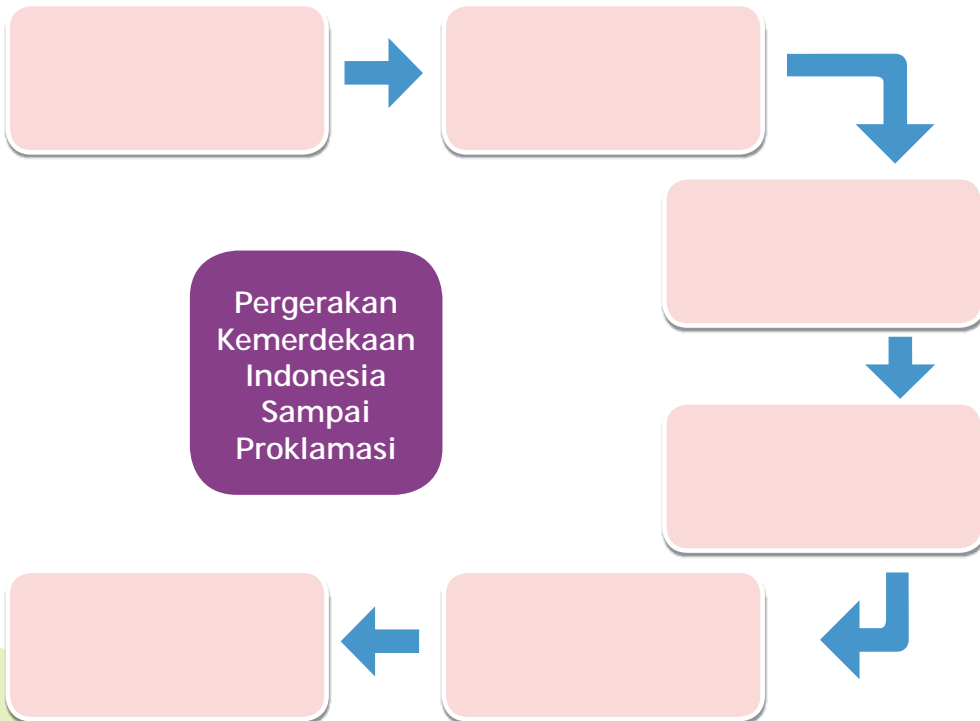 Pergerakan
Kemerdekaan
Indonesia
Sampai
Proklamasi